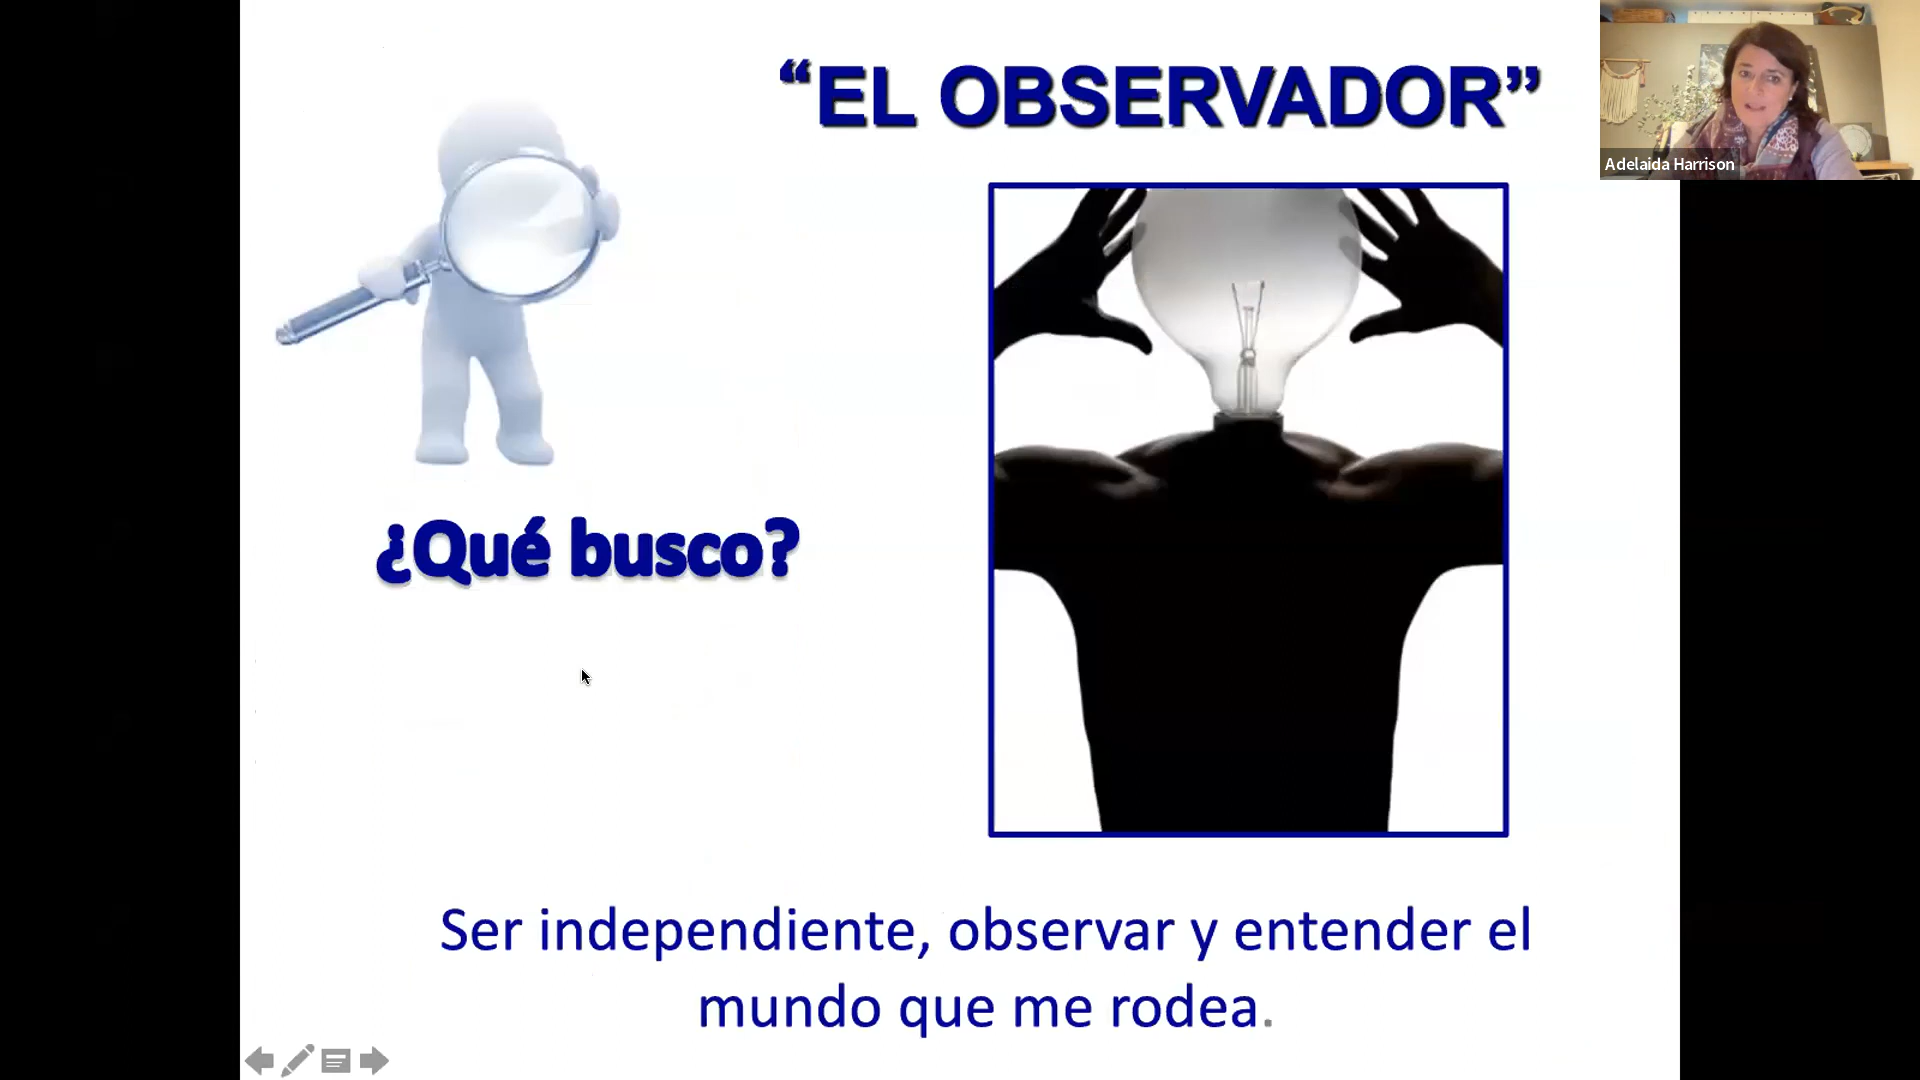 “EL OBSERVADOR”
Adelaida Harrison
¿Qué busco?
Ser independiente, observar y entender el
mundo que me rodea.